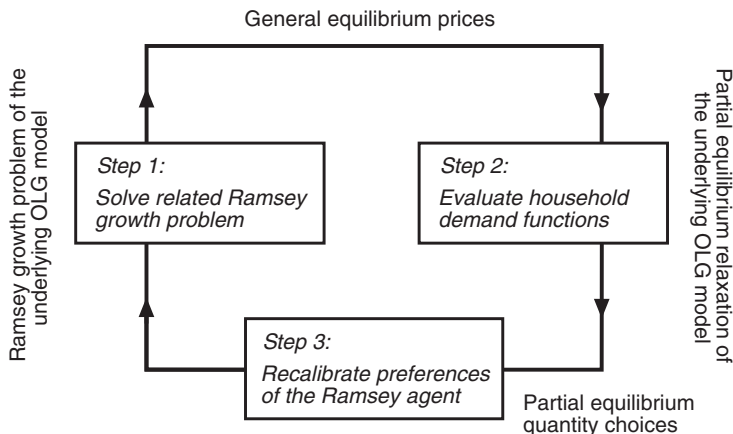 General equilibrium prices
Ramsey growth problem of the
underlying OLG model
Step 1:
Solve related Ramsey
growth problem
Step 2:
Evaluate household
demand functions
Partial equilibrium relaxation of
the underlying OLG model
Step 3:
Recalibrate preferences
of the Ramsey agent
Partial equilibrium
quantity choices